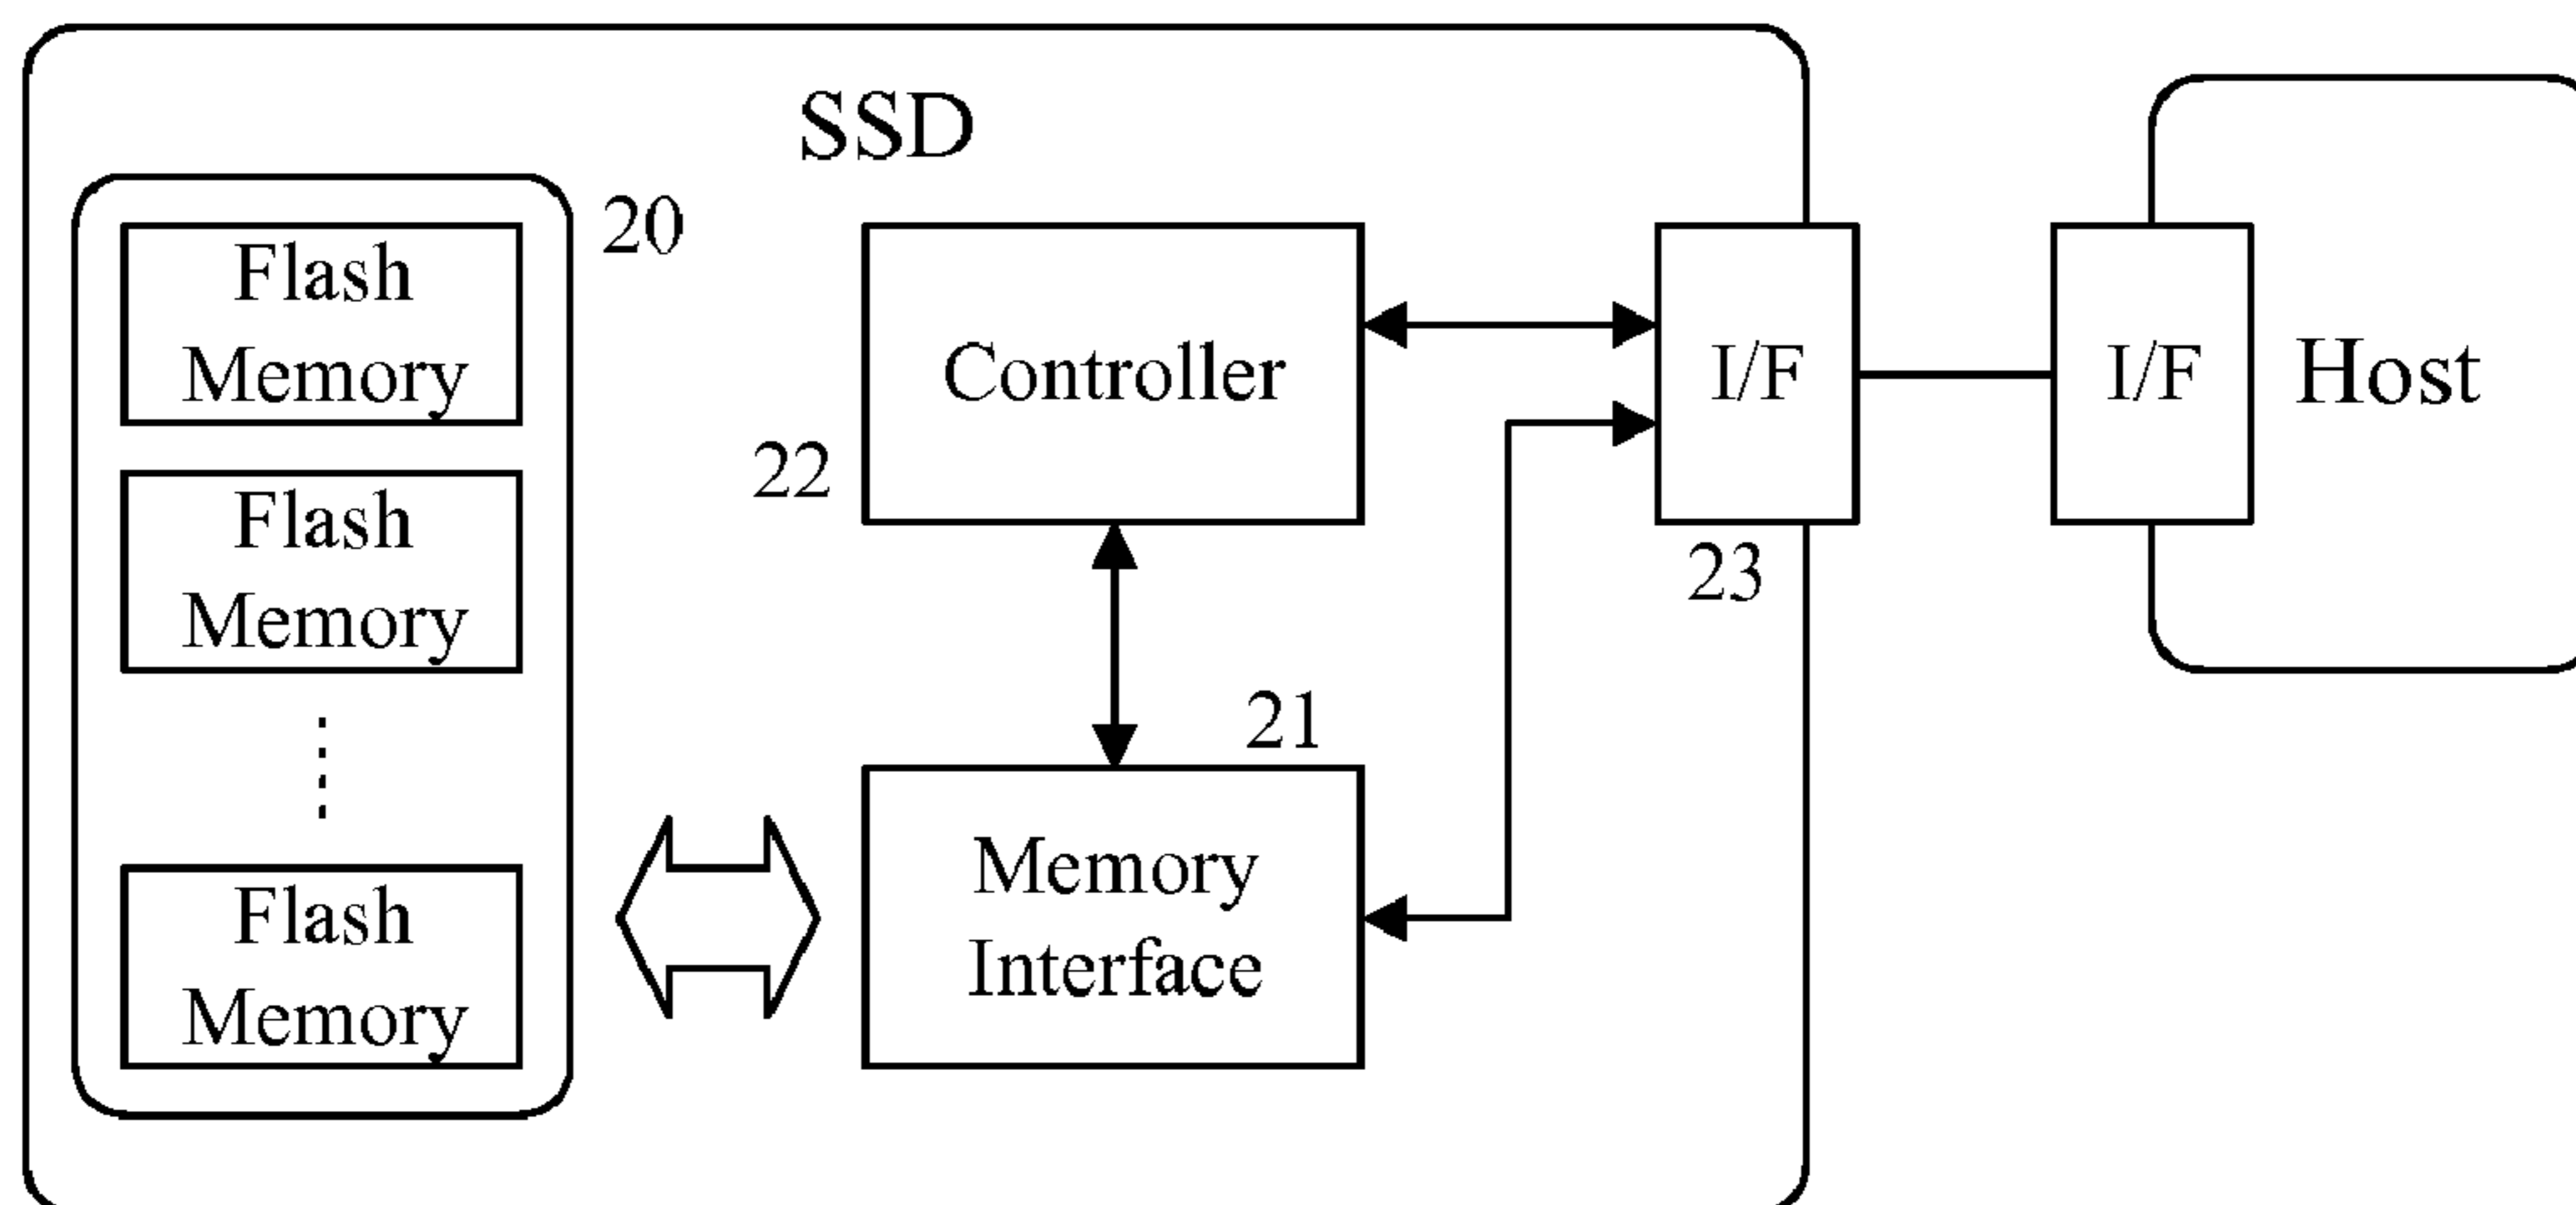 SSD
20
Flash
Memory
Flash
Memory
Flash
Memory
Controller
22
21
Memory
Interface
I/F
23
I/F
Host